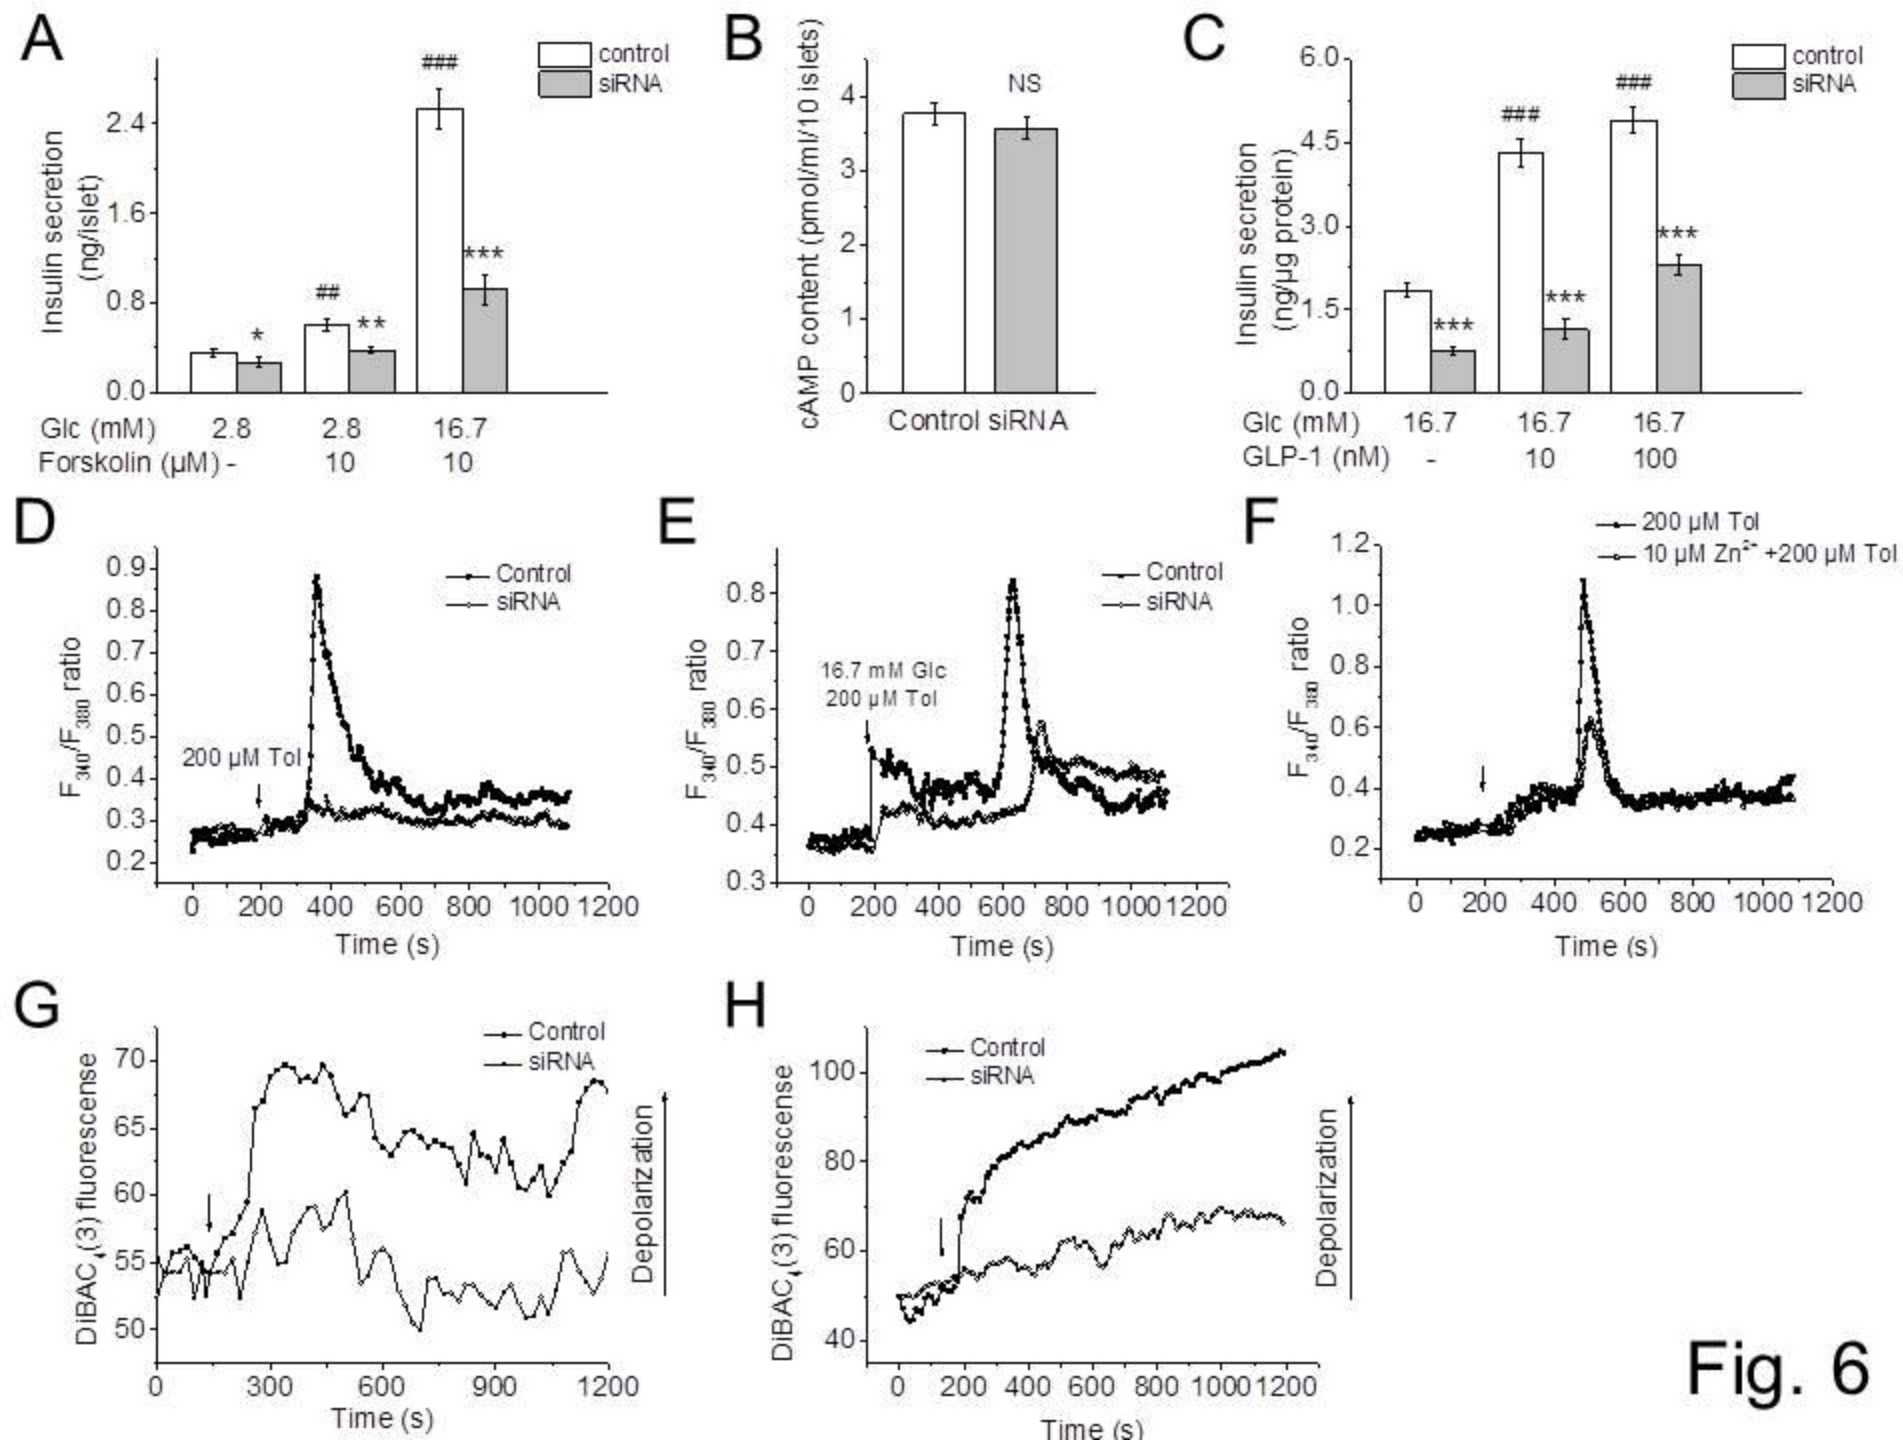 A
control
siRNA
###
##
*
**
***
Insulin secretion
(ng/islet)
2.4
1.6
0.8
0.0
Glc (mM) 2.8 2.8 16.7
Forskolin (µM) - 10 10
B
NS
cAMP content (pmol/ml/10 islets)
4
3
2
1
0
Control siRNA
C
control
siRNA
###
###
***
***
***
Insulin secretion
(ng/µg protein)
6.0
4.5
3.0
1.5
0.0
Glc (mM) 16.7 16.7 16.7
GLP-1 (nM) - 10 100
D
Control
siRNA
200 µM Tol
F340/F380 ratio
0.9
0.8
0.7
0.6
0.5
0.4
0.3
0.2
0 200 400 600 800 1000 1200
Time (s)
E
Control
siRNA
16.7 mM Glc
200 µM Tol
F340/F380 ratio
0.8
0.7
0.6
0.5
0.4
0.3
0 200 400 600 800 1000 1200
Time (s)
F
200 µM Tol
10 µM Zn2+ +200 µM Tol
F340/F380 ratio
1.2
1.0
0.8
0.6
0.4
0.2
0 200 400 600 800 1000 1200
Time (s)
G
Control
siRNA
DiBAC4(3) fluorescense
70
65
60
55
50
0 300 600 900 1200
Time (s)
Depolarization
H
Control
siRNA
DiBAC4(3) fluorescense
100
80
60
40
0 200 400 600 800 1000 1200
Time (s)
Depolarization
Fig. 6